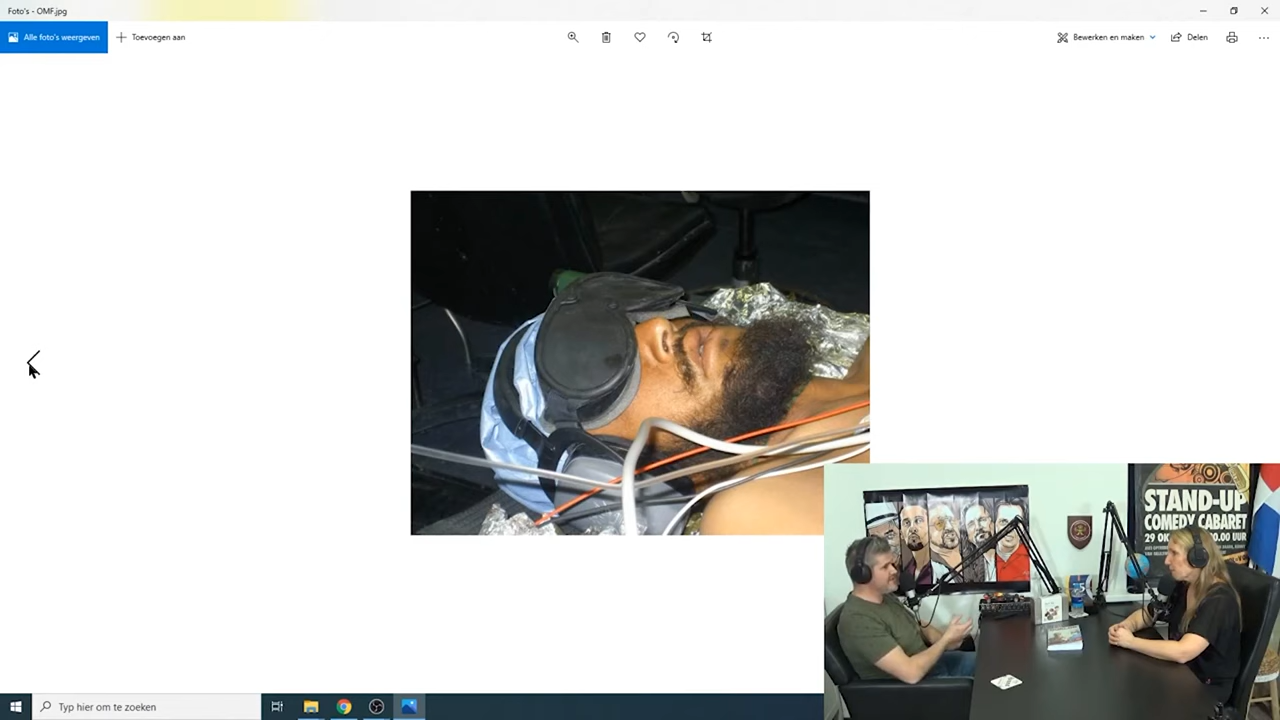 Foto's - OMF.jpg
Alle foto's weergeven
Toevoegen aan
Bewerken en maken
Delen
STAND-UP
COMEDY CABARET
Typ hier om te zoeken